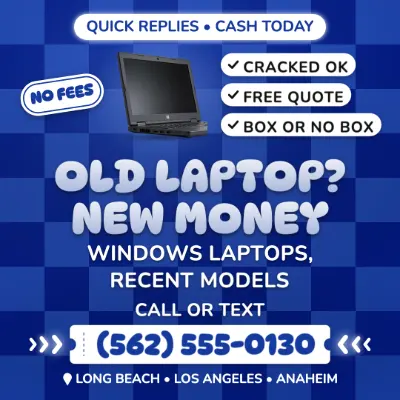 QUICK REPLIES • CASH TODAY
NO FEES
CRACKED OK
FREE QUOTE
BOX OR NO BOX
OLD LAPTOP?
NEW MONEY
WINDOWS LAPTOPS,
RECENT MODELS
CALL OR TEXT
(562) 555-0130
LONG BEACH • LOS ANGELES • ANAHEIM